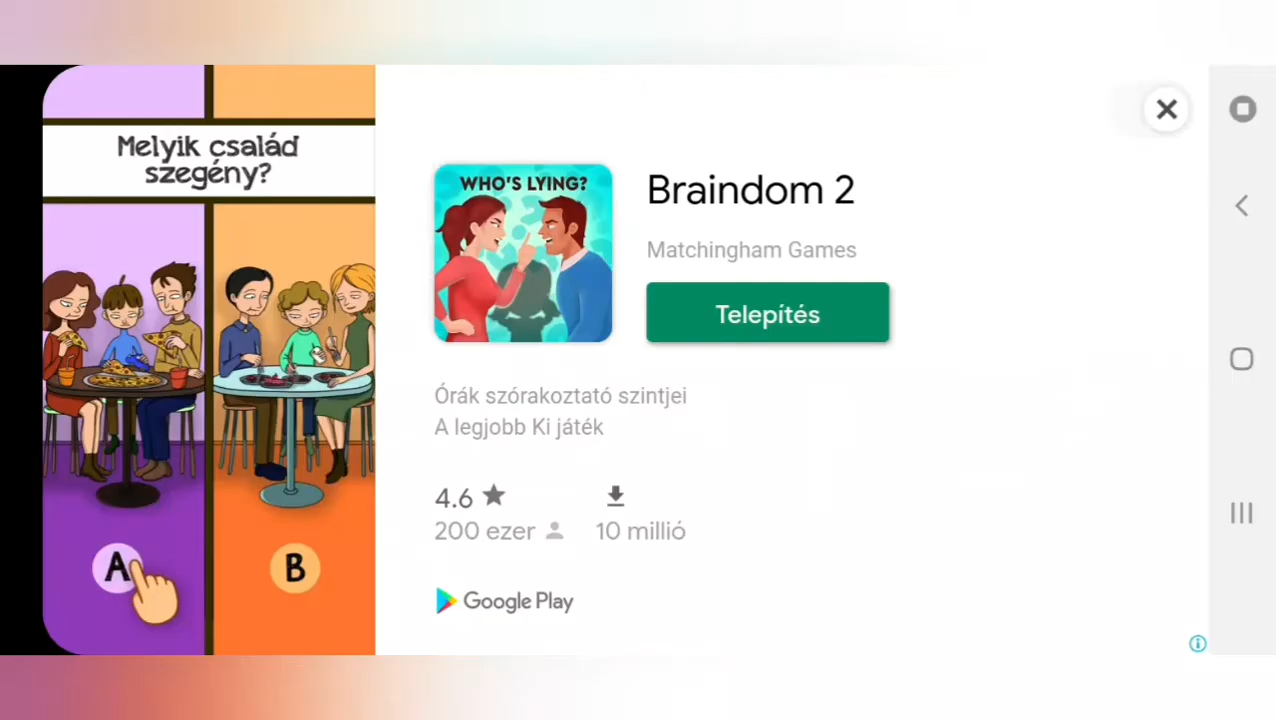 Melyik család
szegény?
A
B
WHO'S LYING?
Braindom 2
Matchingham Games
Telepítés
Órák szórakoztató szintjei
A legjobb Ki játék
4.6
200 ezer
10 millió
Google Play